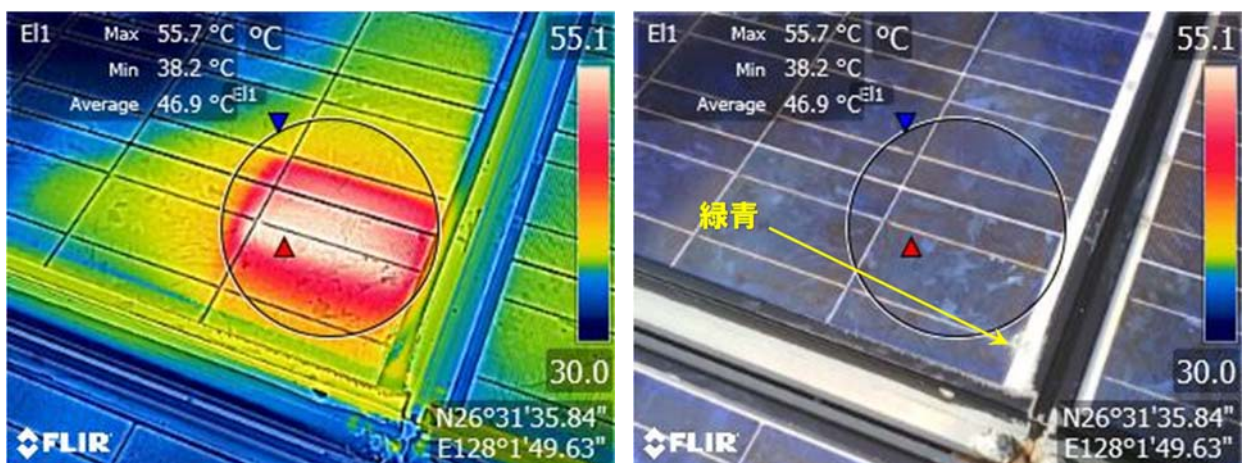 El1 Max 55.7 °C °C 55.1
Min 38.2 °C
Average 46.9 °C El1
30.0
N26°31'35.84"
E128°1'49.63"
FLIR
El1 Max 55.7 °C °C 55.1
Min 38.2 °C
Average 46.9 °C El1
緑青
30.0
N26°31'35.84"
E128°1'49.63"
FLIR